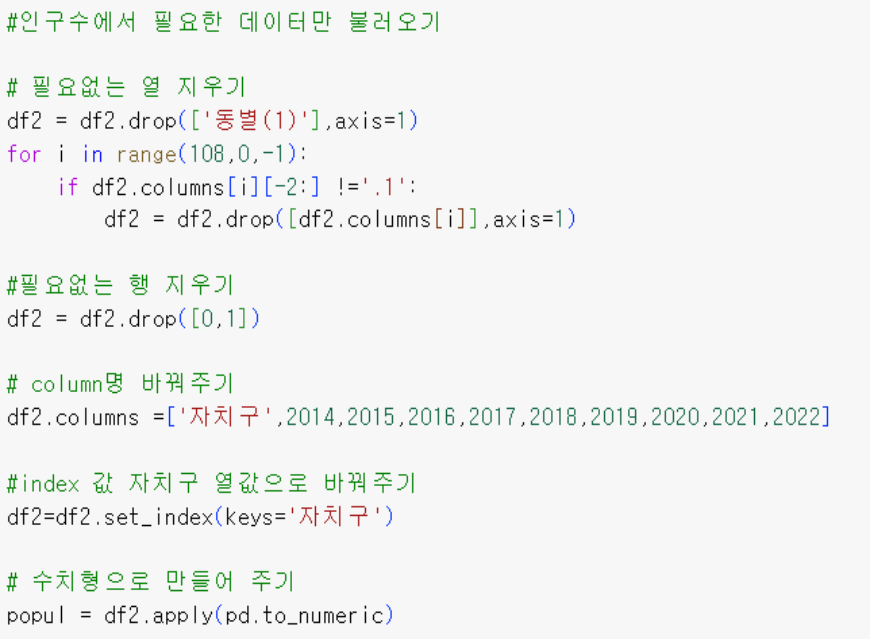 #인구수에서 필요한 데이터만 불러오기
# 필요없는 열 지우기
df2 = df2.drop(['동별(1)'],axis=1)
for i in range(108,0,-1):
    if df2.columns[i][-2:] !='.1':
        df2 = df2.drop([df2.columns[i]],axis=1)
#필요없는 행 지우기
df2 = df2.drop([0,1])
# column명 바꿔주기
df2.columns =['자치구',2014,2015,2016,2017,2018,2019,2020,2021,2022]
#index 값 자치구 열값으로 바꿔주기
df2=df2.set_index(keys='자치구')
# 수치형으로 만들어 주기
popul = df2.apply(pd.to_numeric)